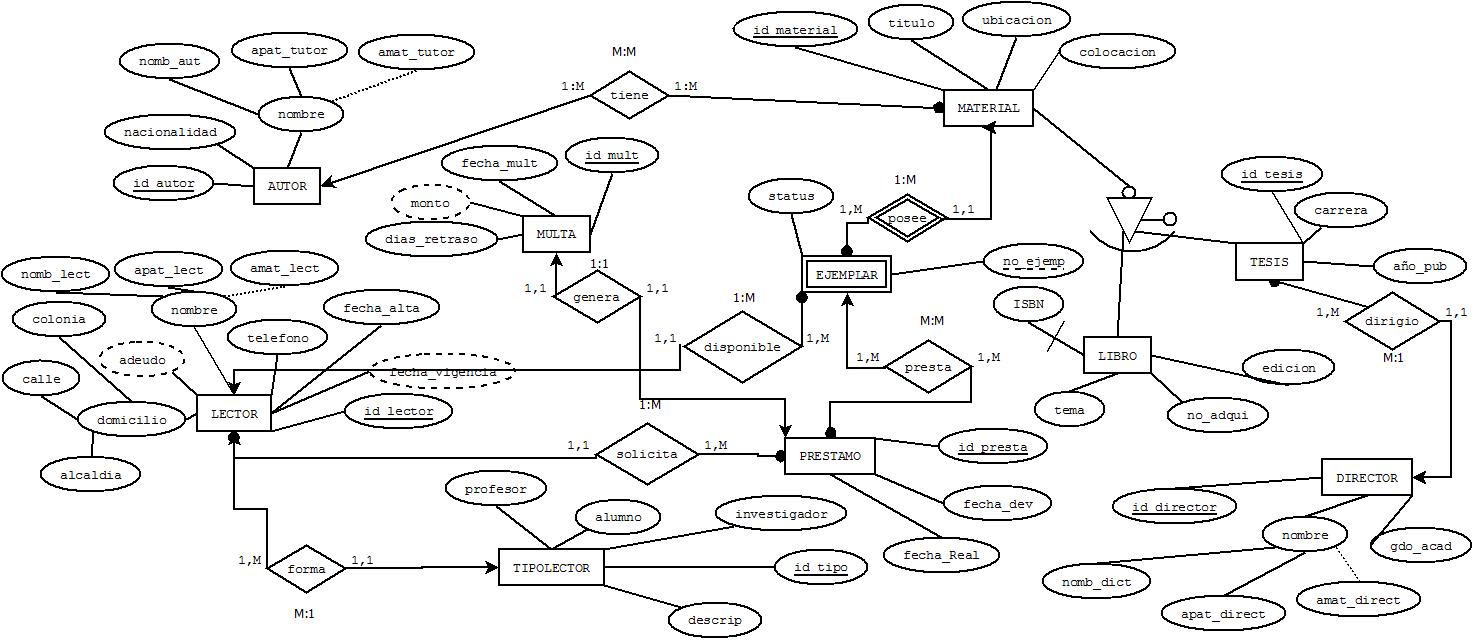 id_material
titulo
ubicacion
colocacion
nomb_aut
apat_tutor
amat_tutor
M:M
1:M
tiene
1:M
MATERIAL
nombre
nacionalidad
id_autor
AUTOR
fecha_mult
id_mult
monto
dias_retraso
MULTA
status
1:M
1,M
posee
1,1
id_tesis
carrera
TESIS
año_pub
EJEMPLAR
no_ejemp
nomb_lect
apat_lect
amat_lect
nombre
colonia
telefono
fecha_alta
1:1
1,1
genera
1,1
1:M
1,1
disponible
1,M
ISBN
M:M
1,M
presta
1,M
1,M
dirigio
1,1
M:1
LIBRO
edicion
tema
no_adqui
adeudo
calle
fecha_vigencia
domicilio
LECTOR
id_lector
alcaldia
1:M
1,1
solicita
1,M
PRESTAMO
id_presta
fecha_dev
fecha_Real
profesor
alumno
investigador
1,M
forma
1,1
M:1
TIPOLECTOR
id_tipo
descrip
DIRECTOR
id_director
nombre
gdo_acad
nomb_dict
apat_direct
amat_direct